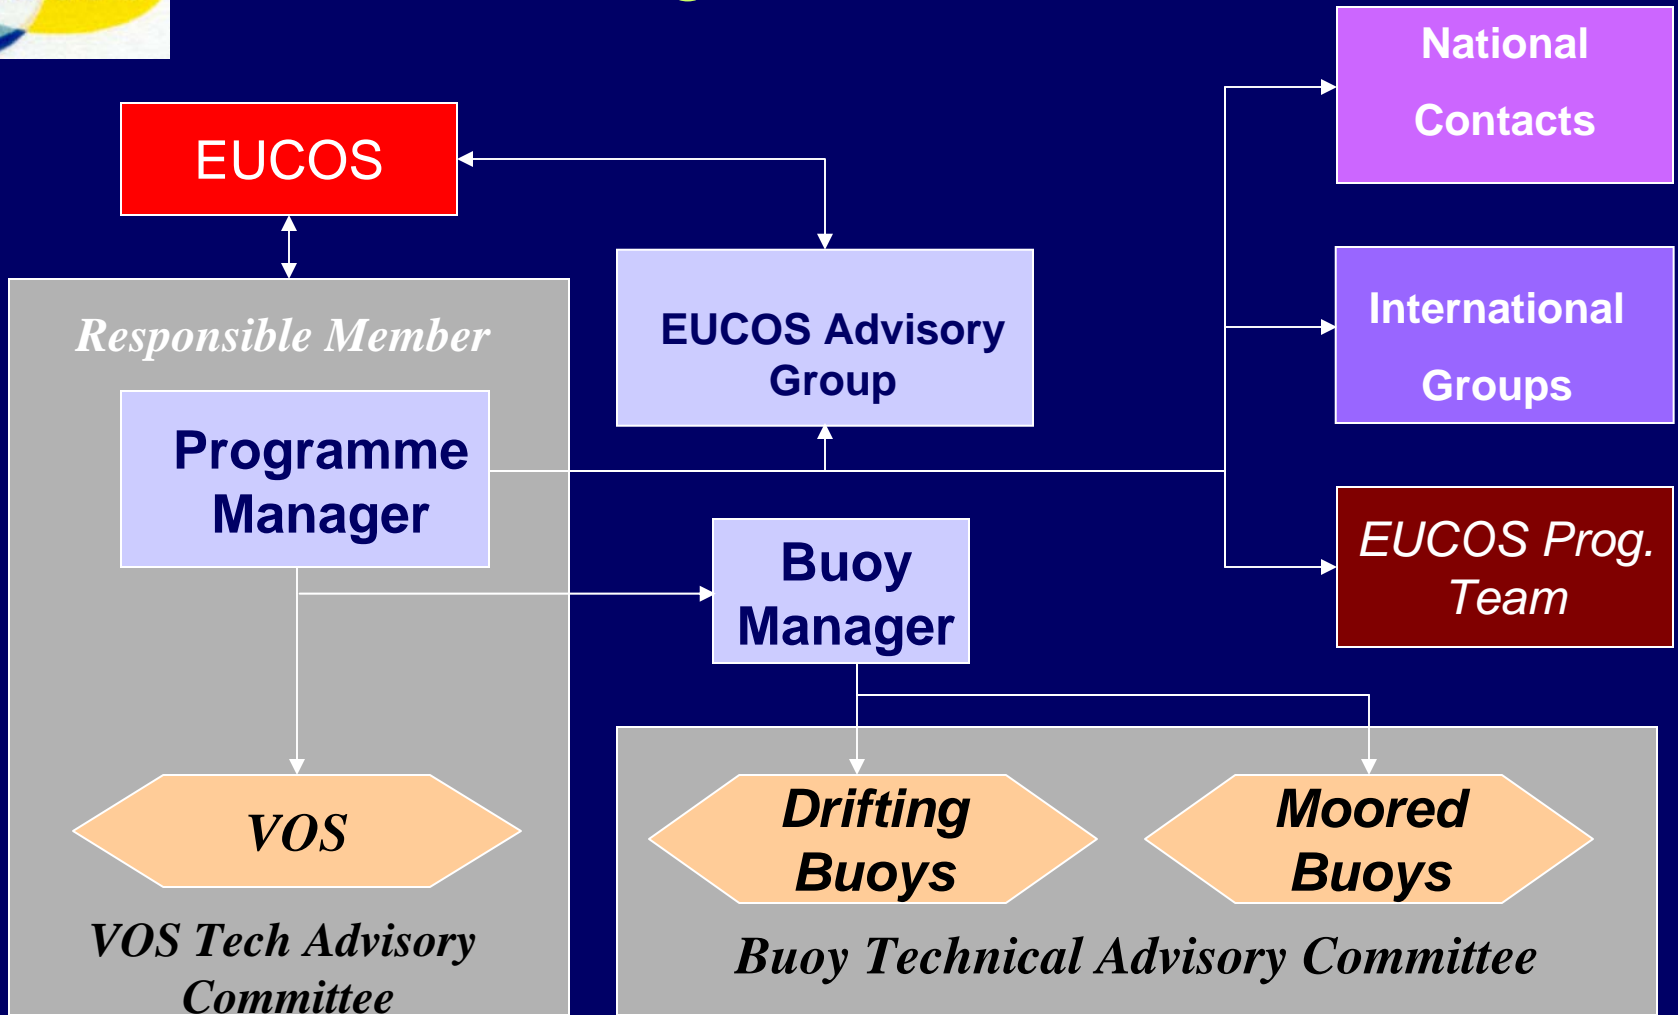 National
Contacts
EUCOS
Responsible Member
EUCOS Advisory
Group
International
Groups
Programme
Manager
Buoy
Manager
EUCOS Prog.
Team
VOS
Drifting
Buoys
Moored
Buoys
VOS Tech Advisory
Committee
Buoy Technical Advisory Committee